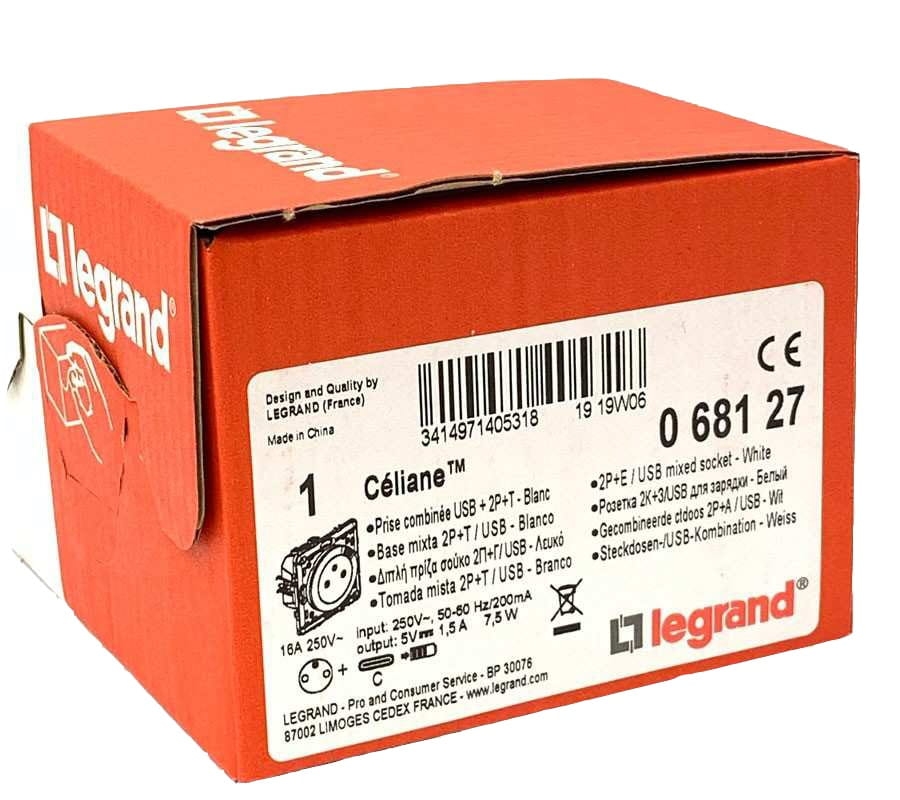 legrand®
legrand®
Design and Quality by
LEGRAND (France)
Made in China
3414971405318
19 19W06
CE
0 681 27
1
Céliane™
•Prise combinée USB + 2P+T - Blanc
•Base mixta 2P+T / USB - Blanco
•Διπλή πρίζα σούκο 2Π+Γ/ USB - Λευκό
•Tomada mista 2P+T / USB - Branco
•2P+E / USB mixed socket - White
•Розетка 2К+З/USB для зарядки - Белый
•Gecombineerde ctdoos 2P+A / USB - Wit
•Steckdosen-/USB-Kombination - Weiss
16A 250V~
input: 250V~, 50-60 Hz/200mA
output: 5V⎓ 1,5 A 7,5 W
+
C
legrand®
LEGRAND - Pro and Consumer Service - BP 30076
87002 LIMOGES CEDEX FRANCE - www.legrand.com